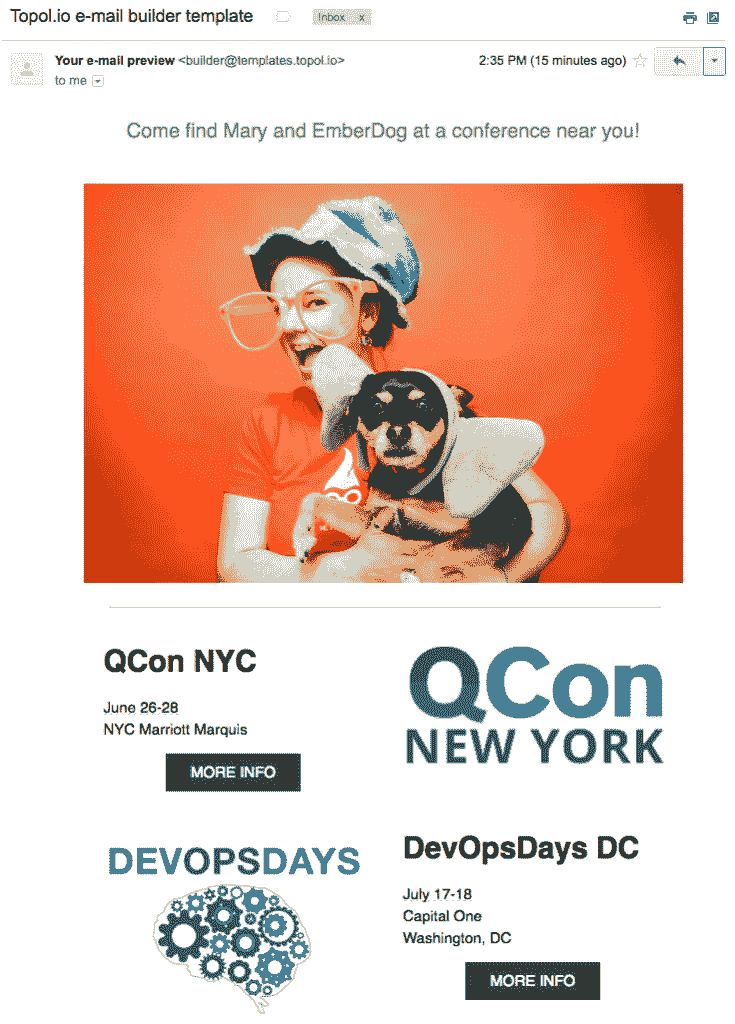 Topol.io e-mail builder template
Inbox x
Your e-mail preview <builder@templates.topol.io>
2:35 PM (15 minutes ago)
to me
Come find Mary and EmberDog at a conference near you!
QCon NYC
June 26-28
NYC Marriott Marquis
MORE INFO
QCon
NEW YORK
DEVOPSDAYS
DevOpsDays DC
July 17-18
Capital One
Washington, DC
MORE INFO